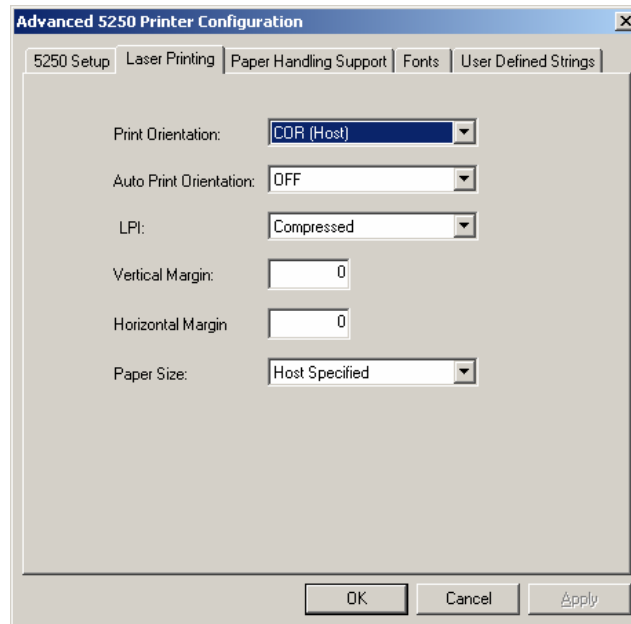 Advanced 5250 Printer Configuration
5250 Setup Laser Printing Paper Handling Support Fonts User Defined Strings
Print Orientation: COR (Host)
Auto Print Orientation: OFF
LPI: Compressed
Vertical Margin: 0
Horizontal Margin 0
Paper Size: Host Specified
OK Cancel Apply